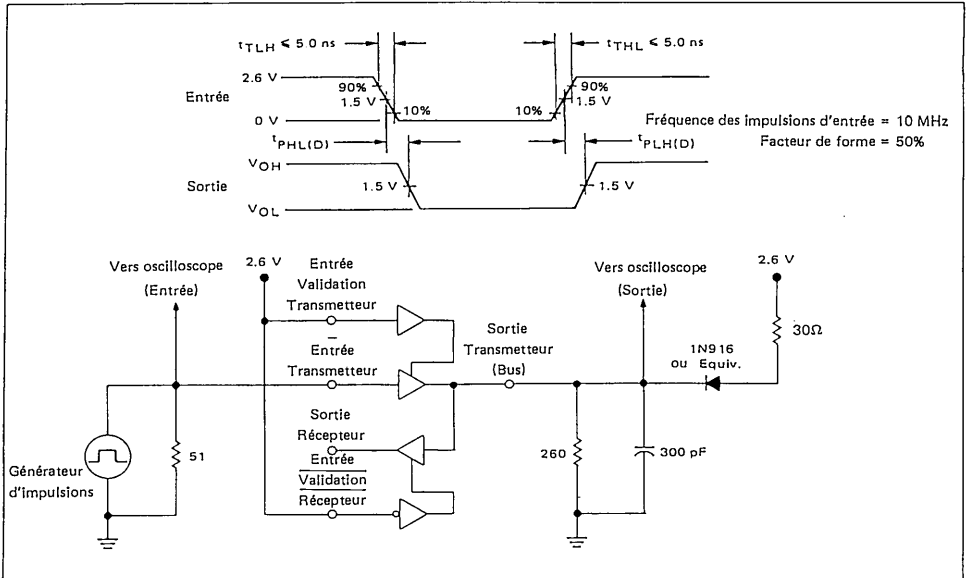 tTLH ≤ 5.0 ns
tTHL ≤ 5.0 ns
2.6 V
90%
90%
Entrée
1.5 V
1.5 V
10%
10%
0 V
Fréquence des impulsions d'entrée = 10 MHz
Facteur de forme = 50%
tPHL(D)
tPLH(D)
VOH
Sortie
1.5 V
1.5 V
VOL
Vers oscilloscope
(Entrée)
2.6 V
Entrée
Validation
Transmetteur
Vers oscilloscope
(Sortie)
2.6 V
30Ω
Entrée
Transmetteur
Sortie
Transmetteur
(Bus)
1N916
ou Equiv.
Sortie
Récepteur
Générateur
d'impulsions
51
Entrée
Validation
Récepteur
260
300 pF